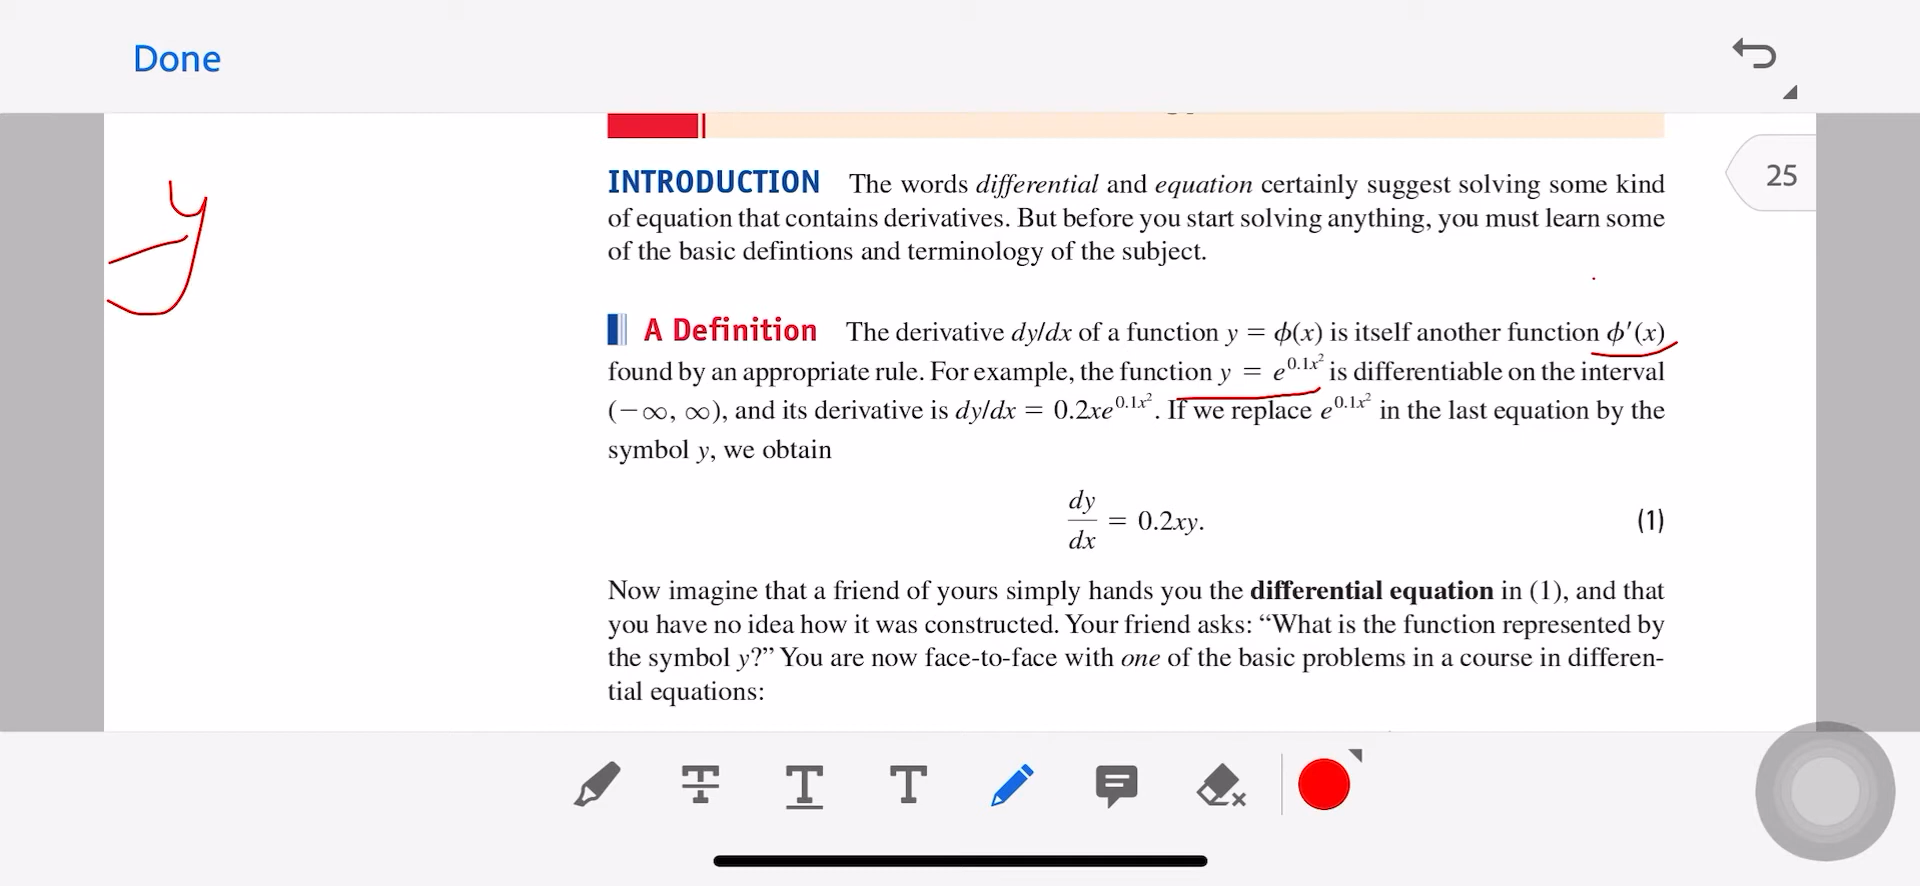 Done
25
INTRODUCTION The words differential and equation certainly suggest solving some kind
of equation that contains derivatives. But before you start solving anything, you must learn some
of the basic defintions and terminology of the subject.
y
A Definition The derivative dy/dx of a function y = ϕ(x) is itself another function ϕ′(x)
found by an appropriate rule. For example, the function y = e^{0.1x²} is differentiable on the interval
(−∞, ∞), and its derivative is dy/dx = 0.2xe^{0.1x²}. If we replace e^{0.1x²} in the last equation by the
symbol y, we obtain
dy/dx = 0.2xy. (1)
Now imagine that a friend of yours simply hands you the differential equation in (1), and that
you have no idea how it was constructed. Your friend asks: “What is the function represented by
the symbol y?” You are now face-to-face with one of the basic problems in a course in differen-
tial equations: